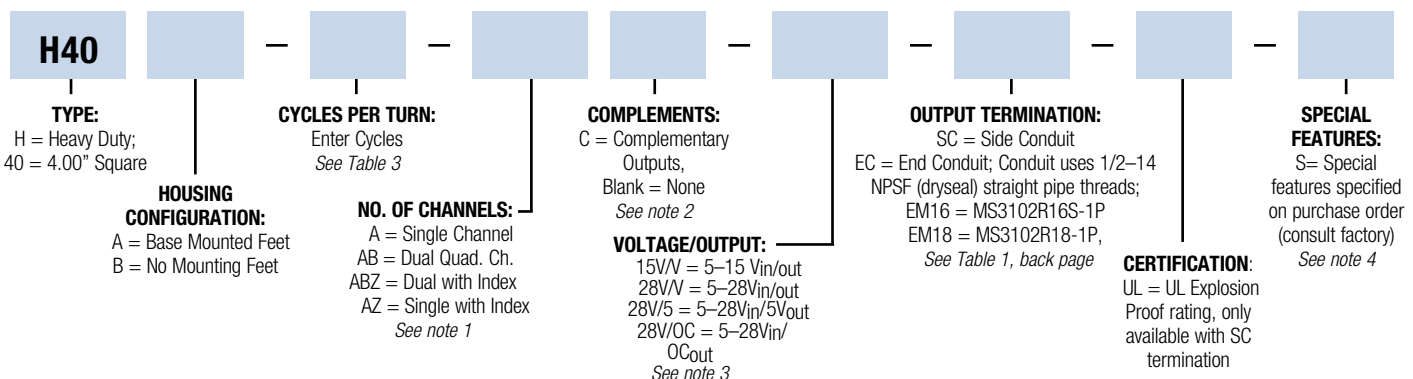 H40 — — — — — —
TYPE:
H = Heavy Duty;
40 = 4.00” Square
HOUSING
CONFIGURATION:
A = Base Mounted Feet
B = No Mounting Feet
CYCLES PER TURN:
Enter Cycles
See Table 3
NO. OF CHANNELS:
A = Single Channel
AB = Dual Quad. Ch.
ABZ = Dual with Index
AZ = Single with Index
See note 1
COMPLEMENTS:
C = Complementary
Outputs,
Blank = None
See note 2
VOLTAGE/OUTPUT:
15V/V = 5–15 Vin/out
28V/V = 5–28Vin/out
28V/5 = 5–28Vin/5Vout
28V/OC = 5–28Vin/
OCout
See note 3
OUTPUT TERMINATION:
SC = Side Conduit
EC = End Conduit; Conduit uses 1/2–14
NPSF (dryseal) straight pipe threads;
EM16 = MS3102R16S-1P
EM18 = MS3102R18-1P,
See Table 1, back page
CERTIFICATION:
UL = UL Explosion
Proof rating, only
available with SC
termination
SPECIAL
FEATURES:
S= Special
features specified
on purchase order
(consult factory)
See note 4